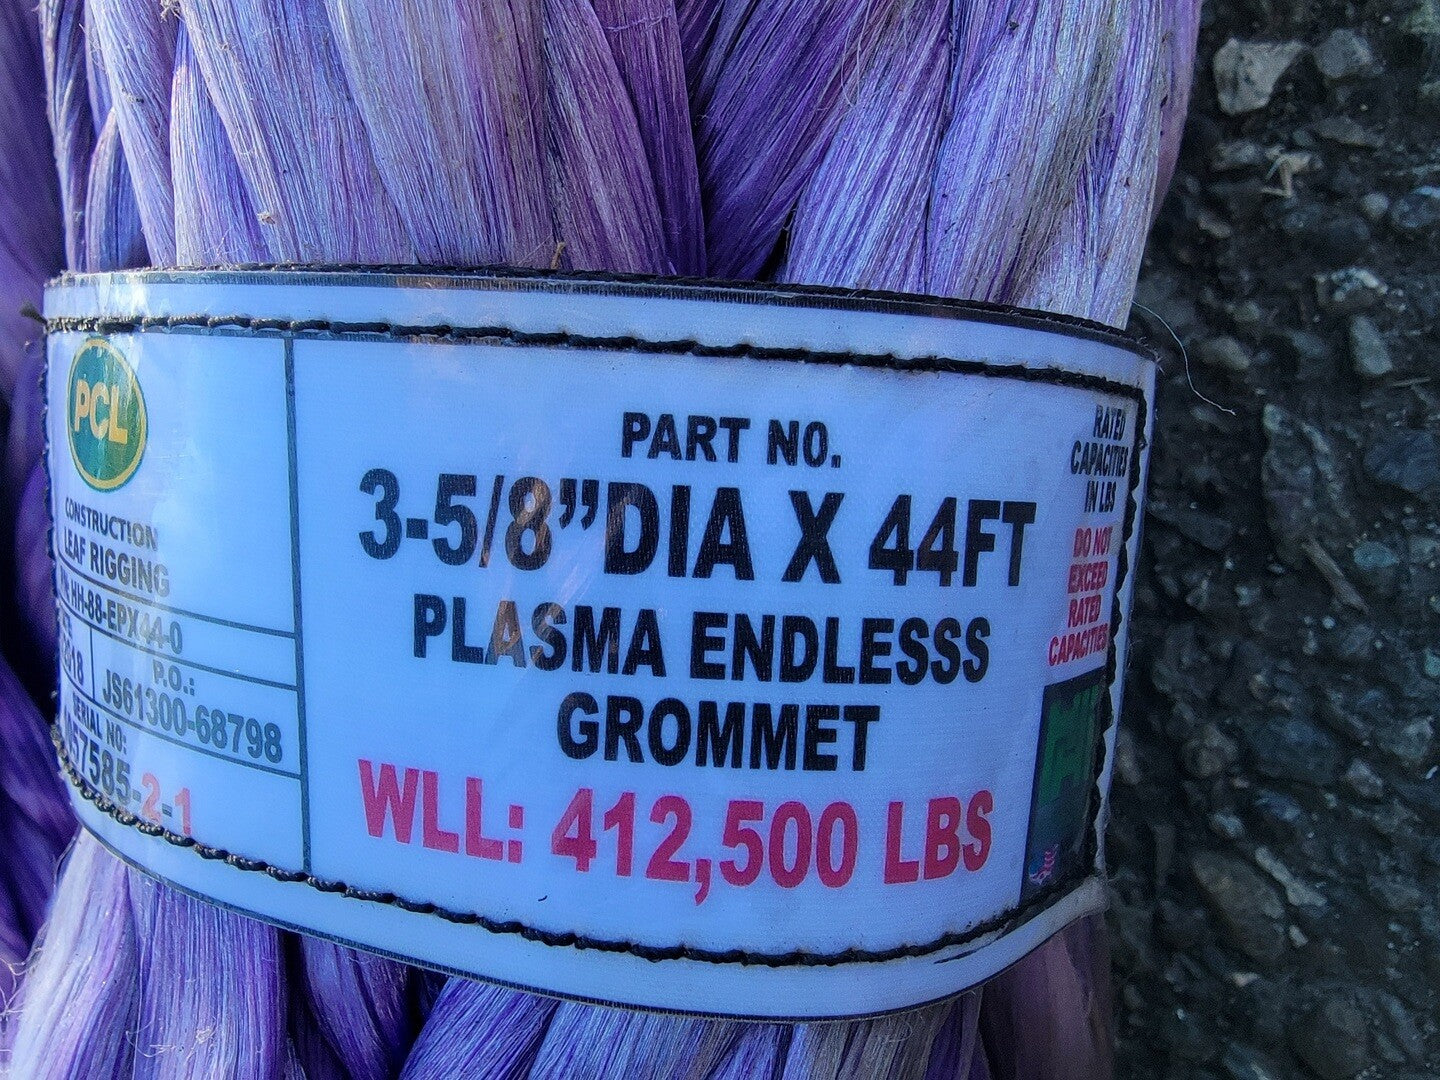 PCL
CONSTRUCTION
LEAF RIGGING
HH-88-EPX44-0
2018
P.O.:
JS61300-68798
SERIAL NO:
57585-2-1
PART NO.
3-5/8”DIA X 44FT
PLASMA ENDLESSS
GROMMET
WLL: 412,500 LBS
RATED
CAPACITIES
IN LBS
DO NOT
EXCEED
RATED
CAPACITIES